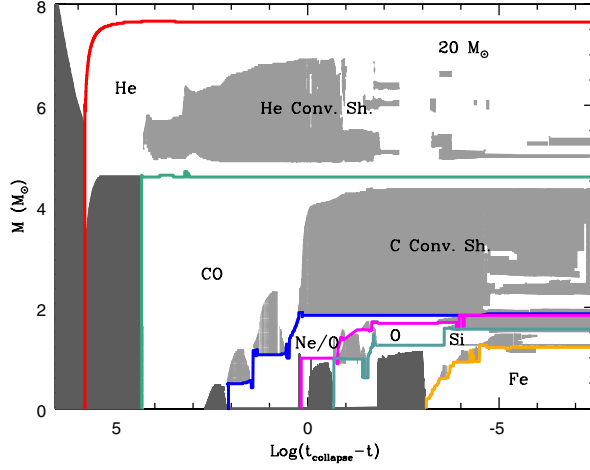 8
20 M☉
He
He Conv. Sh.
6
M (M☉)
4
C Conv. Sh.
CO
2
Ne/O
O
Si
Fe
0
5
0
-5
Log(t_collapse-t)